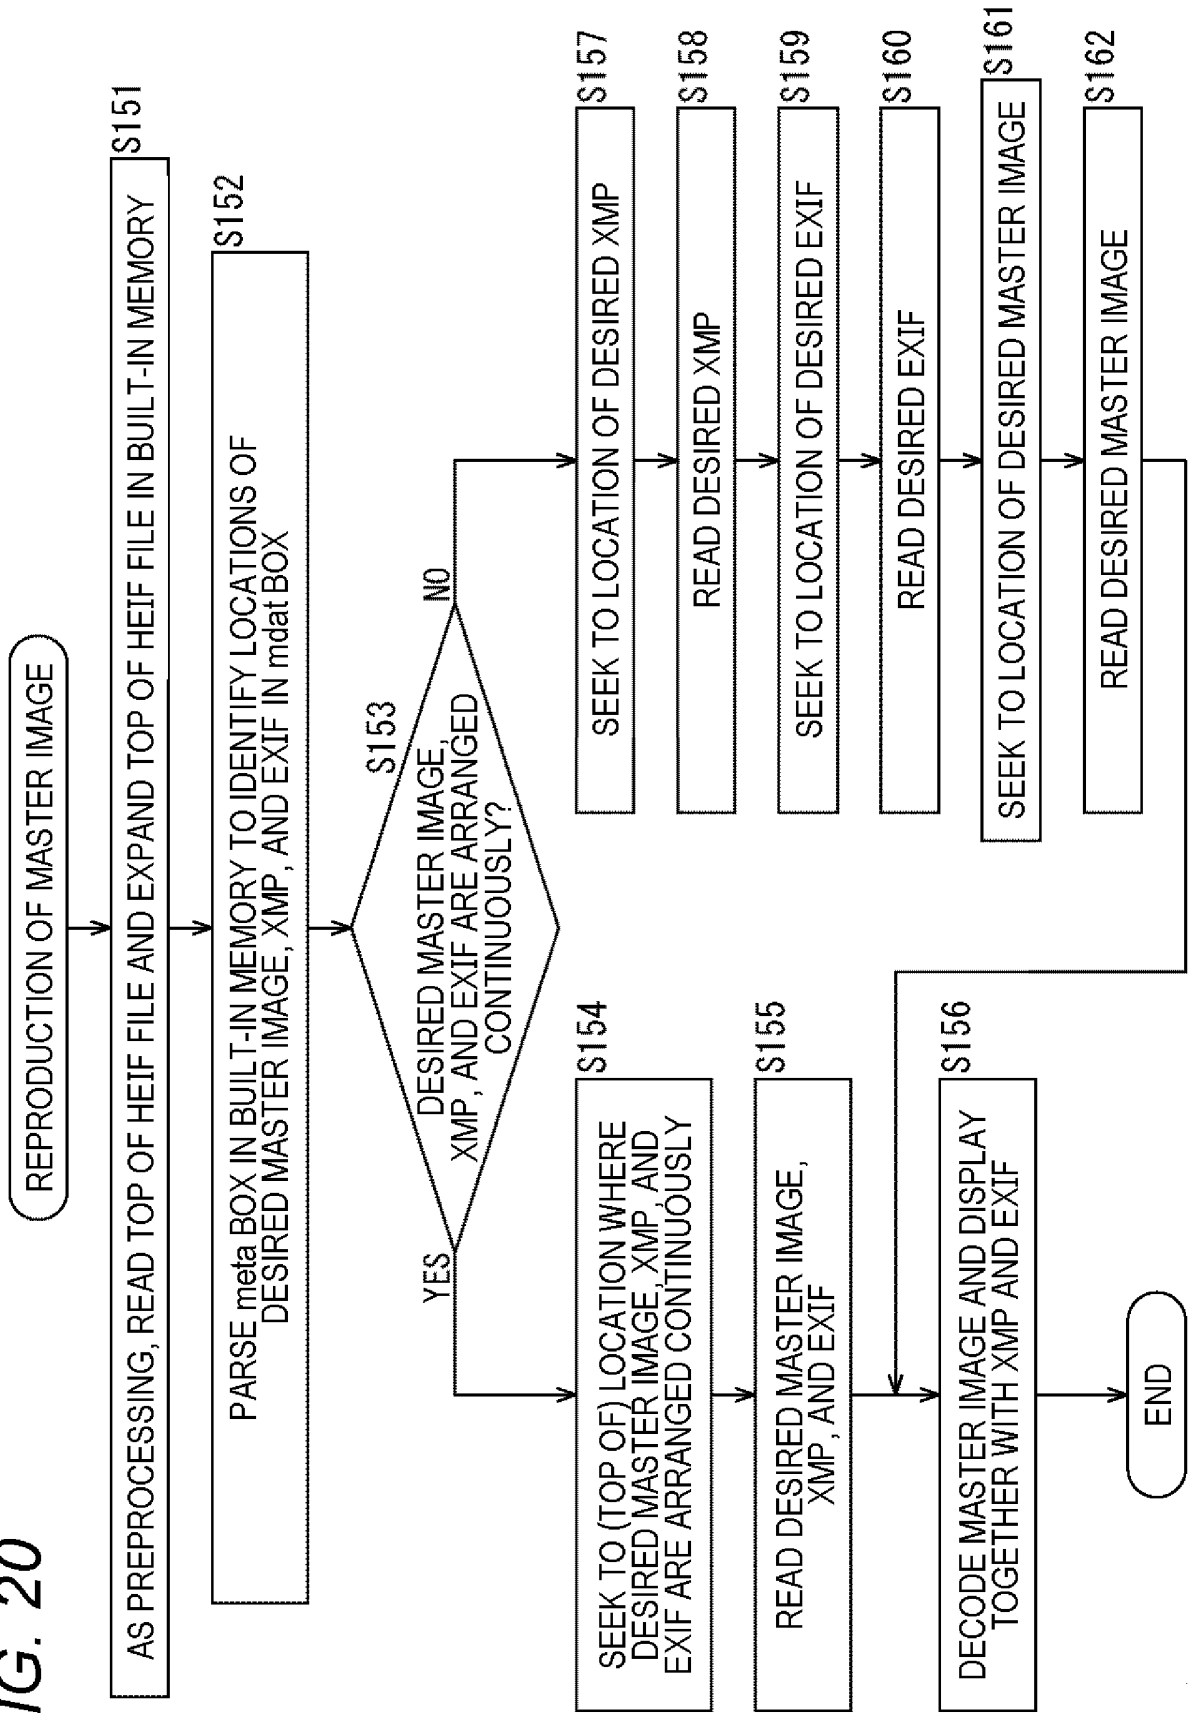 IG. 20
REPRODUCTION OF MASTER IMAGE
S151
AS PREPROCESSING, READ TOP OF HEIF FILE AND EXPAND TOP OF HEIF FILE IN BUILT-IN MEMORY
S152
PARSE meta BOX IN BUILT-IN MEMORY TO IDENTIFY LOCATIONS OF
DESIRED MASTER IMAGE, XMP, AND EXIF IN mdat BOX
S153
DESIRED MASTER IMAGE,
XMP, AND EXIF ARE ARRANGED
CONTINUOUSLY?
YES
NO
S154
SEEK TO (TOP OF) LOCATION WHERE
DESIRED MASTER IMAGE, XMP, AND
EXIF ARE ARRANGED CONTINUOUSLY
S155
READ DESIRED MASTER IMAGE,
XMP, AND EXIF
S156
DECODE MASTER IMAGE AND DISPLAY
TOGETHER WITH XMP AND EXIF
END
S157
SEEK TO LOCATION OF DESIRED XMP
S158
READ DESIRED XMP
S159
SEEK TO LOCATION OF DESIRED EXIF
S160
READ DESIRED EXIF
S161
SEEK TO LOCATION OF DESIRED MASTER IMAGE
S162
READ DESIRED MASTER IMAGE